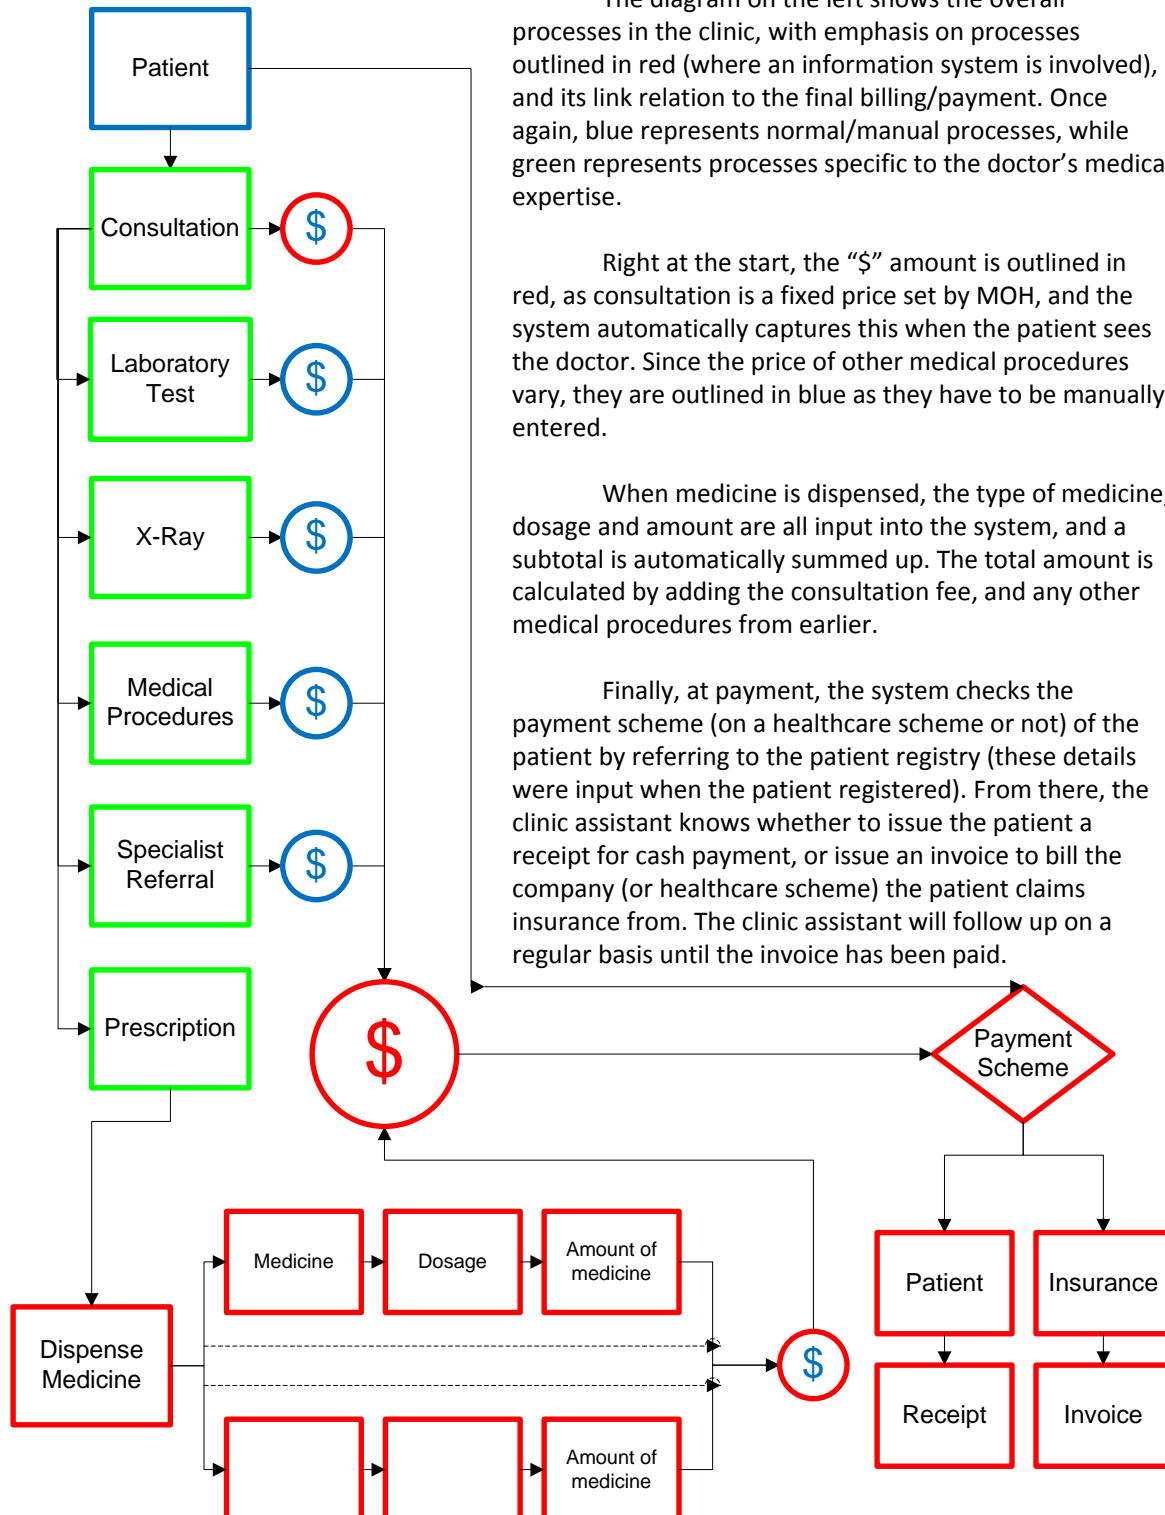 The diagram on the left shows the overall
processes in the clinic, with emphasis on processes
outlined in red (where an information system is involved),
and its link relation to the final billing/payment. Once
again, blue represents normal/manual processes, while
green represents processes specific to the doctor’s medica
expertise.
Right at the start, the “$” amount is outlined in
red, as consultation is a fixed price set by MOH, and the
system automatically captures this when the patient sees
the doctor. Since the price of other medical procedures
vary, they are outlined in blue as they have to be manually
entered.
When medicine is dispensed, the type of medicine,
dosage and amount are all input into the system, and a
subtotal is automatically summed up. The total amount is
calculated by adding the consultation fee, and any other
medical procedures from earlier.
Finally, at payment, the system checks the
payment scheme (on a healthcare scheme or not) of the
patient by referring to the patient registry (these details
were input when the patient registered). From there, the
clinic assistant knows whether to issue the patient a
receipt for cash payment, or issue an invoice to bill the
company (or healthcare scheme) the patient claims
insurance from. The clinic assistant will follow up on a
regular basis until the invoice has been paid.
Patient
Consultation
$
Laboratory
Test
$
X-Ray
$
Medical
Procedures
$
Specialist
Referral
$
Prescription
$
Payment
Scheme
Medicine
Dosage
Amount of
medicine
Patient
Insurance
Dispense
Medicine
$
Receipt
Invoice
Amount of
medicine